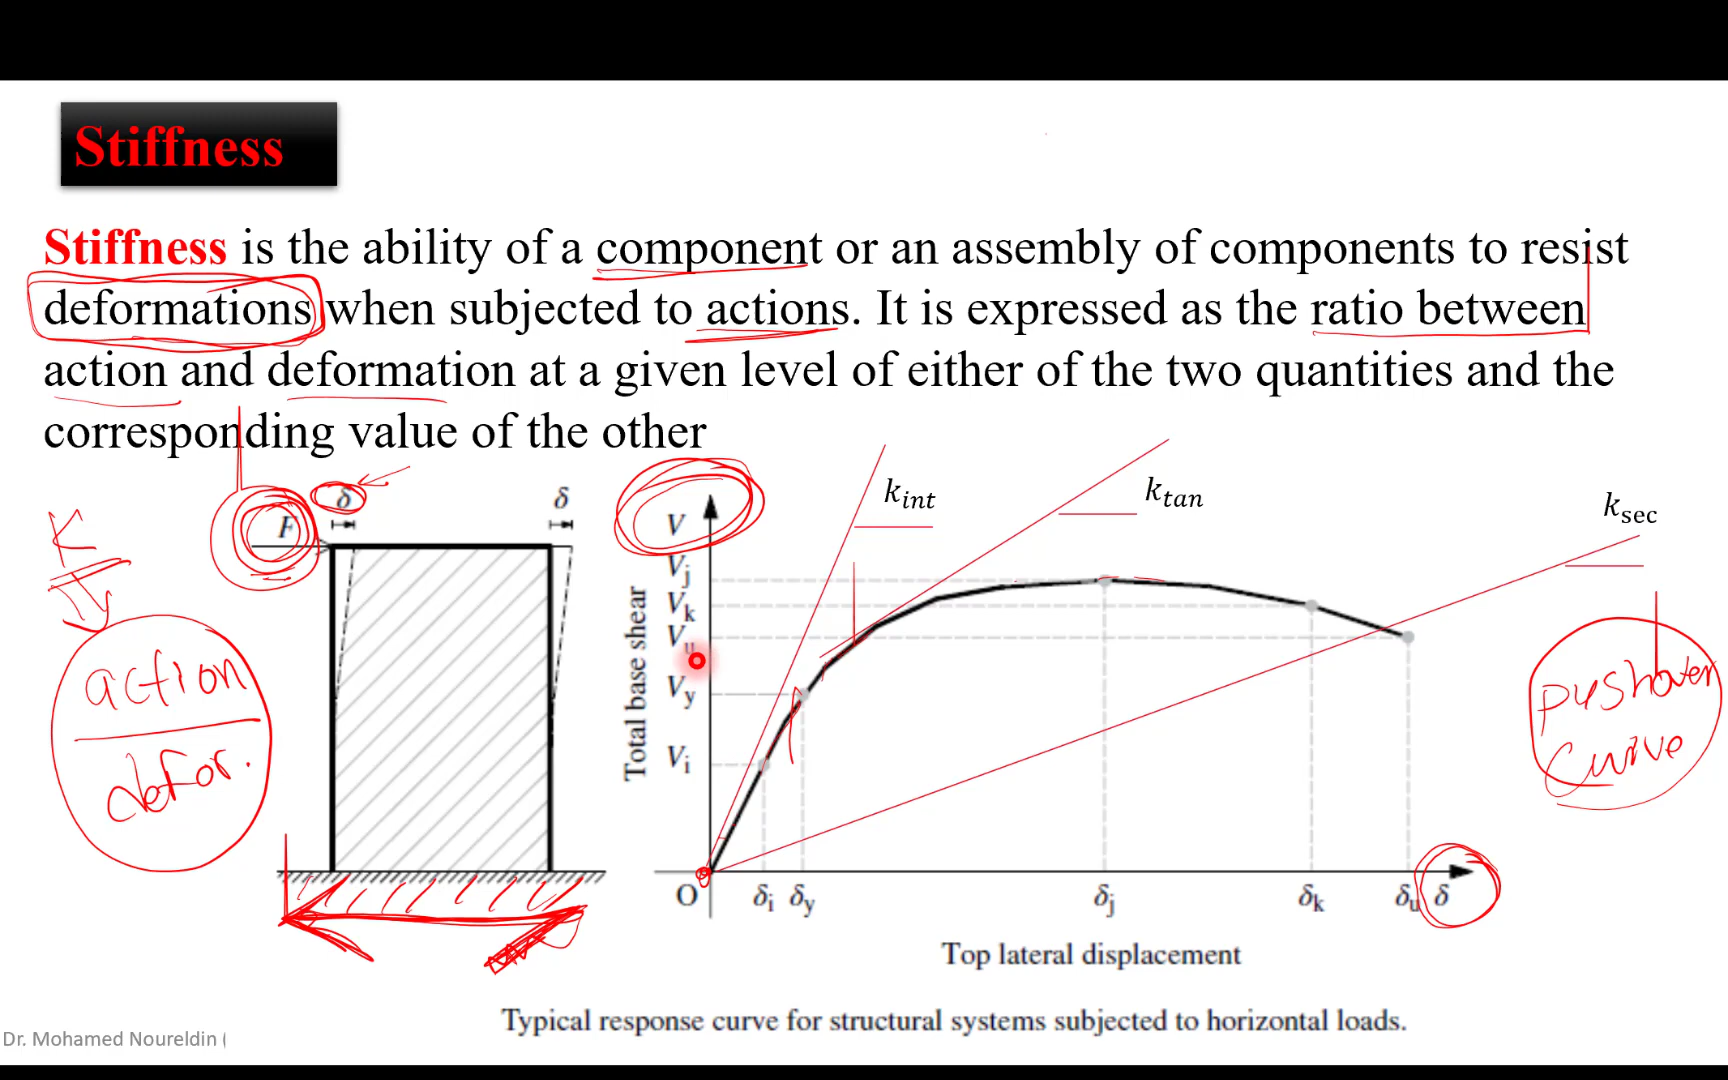 Stiffness
Stiffness is the ability of a component or an assembly of components to resist
deformations when subjected to actions. It is expressed as the ratio between
action and deformation at a given level of either of the two quantities and the
corresponding value of the other
δ
δ
F
K
action
defor.
V
Vj
Vk
Vu
Vy
Vi
Total base shear
kint
ktan
ksec
pushover
Curve
O
δi
δy
δj
δk
δu
δ
Top lateral displacement
Typical response curve for structural systems subjected to horizontal loads.
Dr. Mohamed Noureldin (